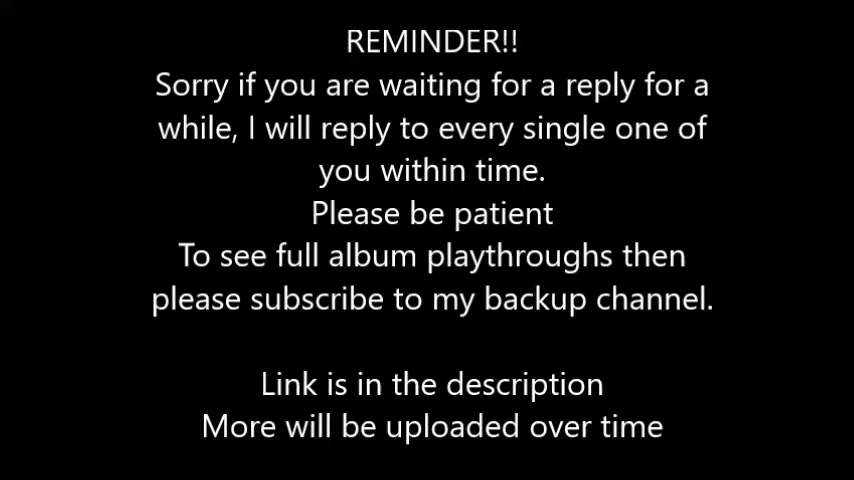 REMINDER!!
Sorry if you are waiting for a reply for a
while, I will reply to every single one of
you within time.
Please be patient
To see full album playthroughs then
please subscribe to my backup channel.
Link is in the description
More will be uploaded over time